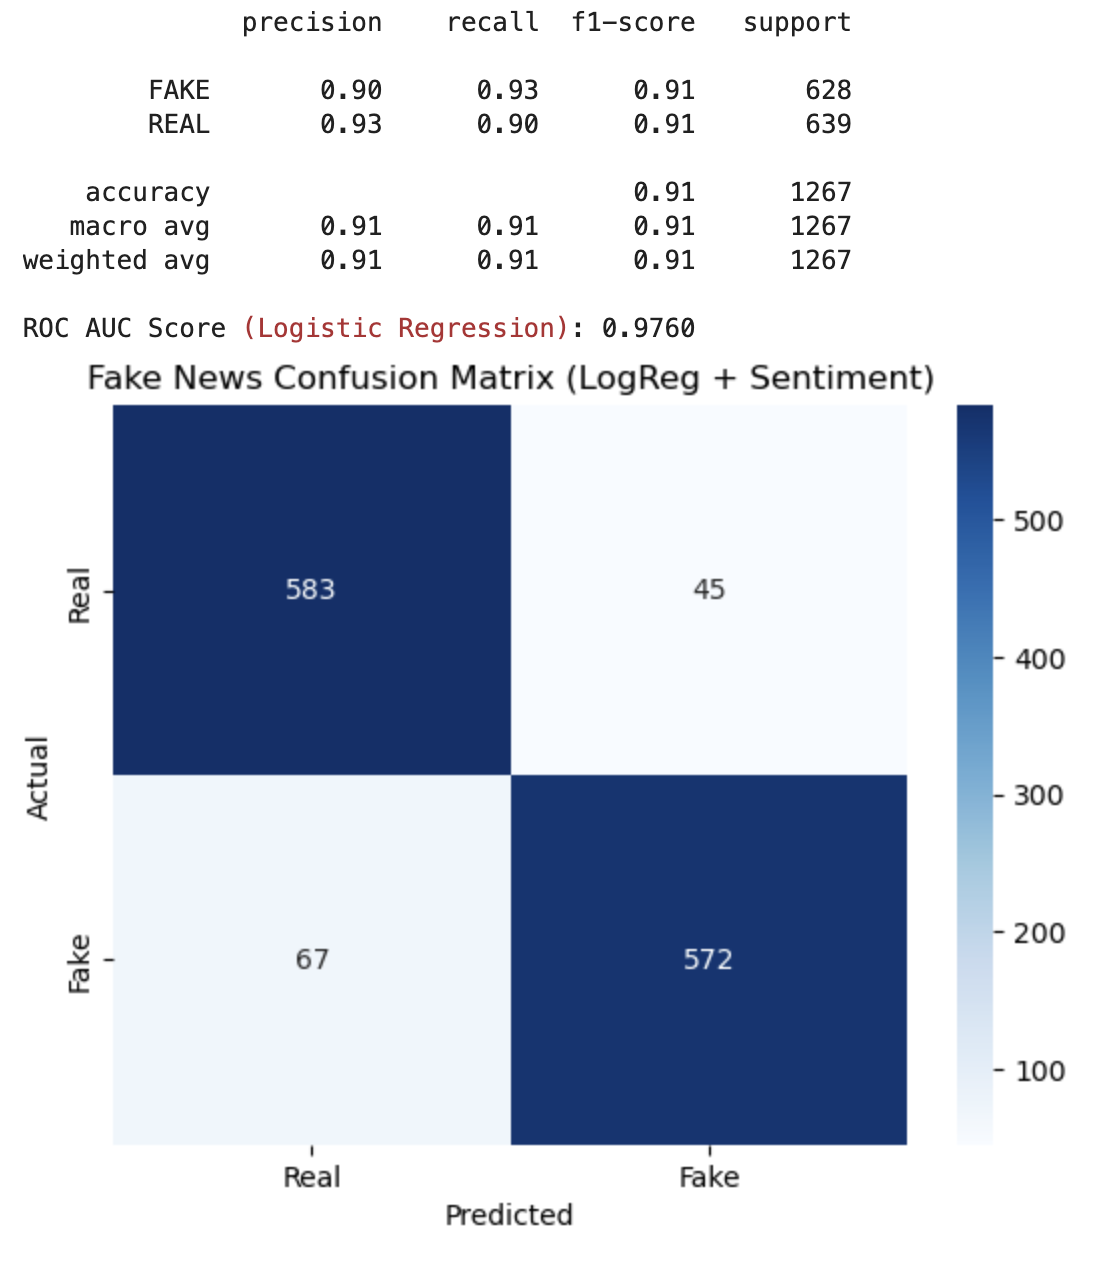 precision recall f1-score support
FAKE 0.90 0.93 0.91 628
REAL 0.93 0.90 0.91 639
accuracy 0.91 1267
macro avg 0.91 0.91 0.91 1267
weighted avg 0.91 0.91 0.91 1267
ROC AUC Score (Logistic Regression): 0.9760
Fake News Confusion Matrix (LogReg + Sentiment)
Actual
Real
583
45
Fake
67
572
Real
Fake
Predicted
500
400
300
200
100